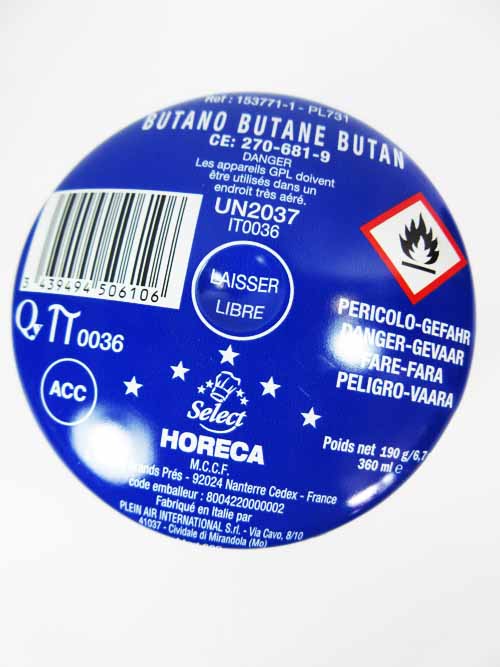 Ref : 153771-1 - PL731
BUTANO BUTANE BUTAN
CE: 270-681-9
DANGER
Les appareils GPL doivent
être utilisés dans un
endroit très aéré.
UN2037
IT0036
3 439494 506106
LAISSER
LIBRE
π0036
ACC
PERICOLO-GEFAHR
DANGER-GEVAAR
FARE-FARA
PELIGRO-VAARA
Select
HORECA
Poids net 190 g/6,7
360 ml e
M.C.C.F.
Grands Prés - 92024 Nanterre Cedex - France
code emballeur : 8004220000002
Fabriqué en Italie par
PLEIN AIR INTERNATIONAL S.rl. - Via Cavo, 8/10
41037 - Cividale di Mirandola (Mo)